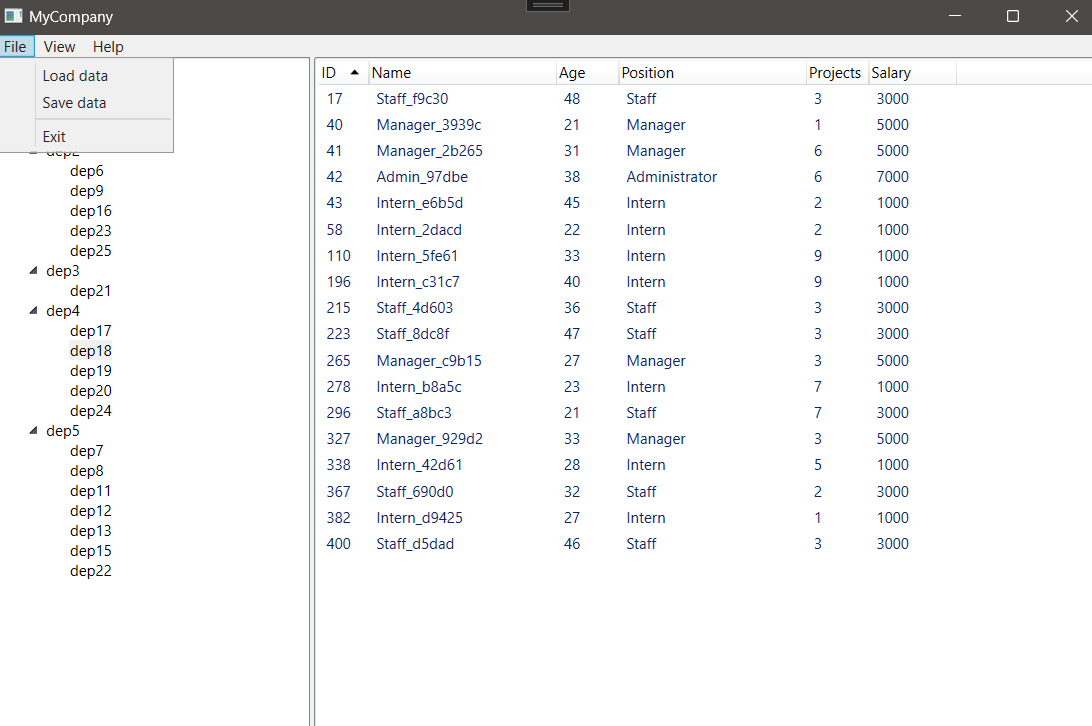 MyCompany
File View Help
Load data
Save data
Exit
dep2
dep6
dep9
dep16
dep23
dep25
dep3
dep21
dep4
dep17
dep18
dep19
dep20
dep24
dep5
dep7
dep8
dep11
dep12
dep13
dep15
dep22
ID Name Age Position Projects Salary
17 Staff_f9c30 48 Staff 3 3000
40 Manager_3939c 21 Manager 1 5000
41 Manager_2b265 31 Manager 6 5000
42 Admin_97dbe 38 Administrator 6 7000
43 Intern_e6b5d 45 Intern 2 1000
58 Intern_2dacd 22 Intern 2 1000
110 Intern_5fe61 33 Intern 9 1000
196 Intern_c31c7 40 Intern 9 1000
215 Staff_4d603 36 Staff 3 3000
223 Staff_8dc8f 47 Staff 3 3000
265 Manager_c9b15 27 Manager 3 5000
278 Intern_b8a5c 23 Intern 7 1000
296 Staff_a8bc3 21 Staff 7 3000
327 Manager_929d2 33 Manager 3 5000
338 Intern_42d61 28 Intern 5 1000
367 Staff_690d0 32 Staff 2 3000
382 Intern_d9425 27 Intern 1 1000
400 Staff_d5dad 46 Staff 3 3000